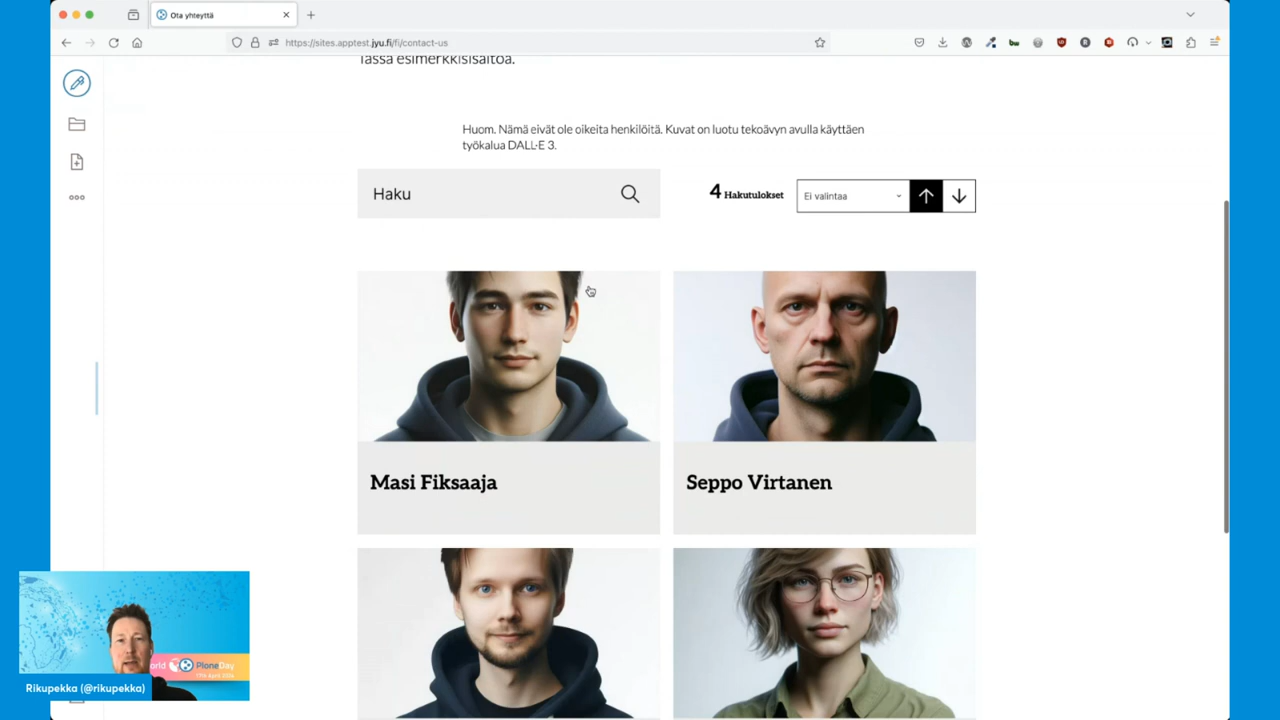 Ota yhteyttä
https://sites.apptest.jyu.fi/fi/contact-us
Tässä esimerkkisisältöä.
Huom. Nämä eivät ole oikeita henkilöitä. Kuvat on luotu tekoävyn avulla käyttäen
työkalua DALL·E 3.
Haku
4 Hakutulokset
Ei valintaa
Masi Fiksaaja
Seppo Virtanen
World PloneDay
Rikupekka (@rikupekka)